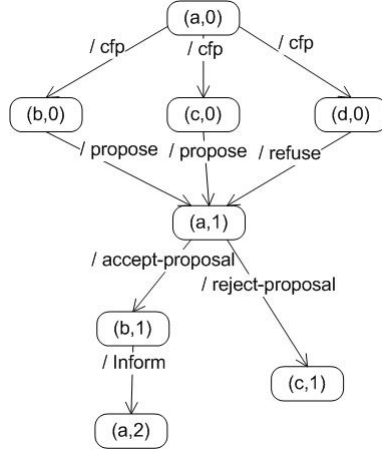 (a,0)
/ cfp
/ cfp
/ cfp
(b,0)
(c,0)
(d,0)
/ propose
/ propose
/ refuse
(a,1)
/ accept-proposal
/ reject-proposal
(b,1)
/ Inform
(c,1)
(a,2)